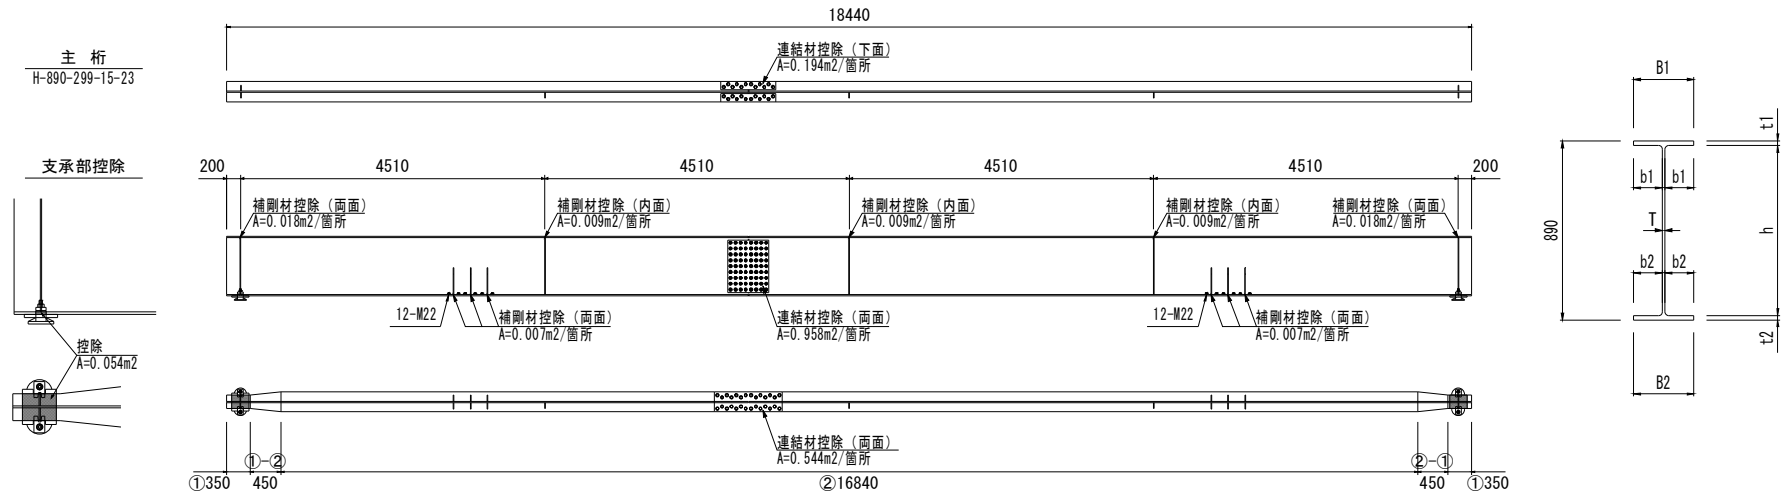 18440
主 桁
H-890-299-15-23
連結材控除 (下面)
A=0.194m2/箇所
支承部控除
200
4510
4510
4510
4510
200
補剛材控除 (両面)
A=0.018m2/箇所
補剛材控除 (内面)
A=0.009m2/箇所
補剛材控除 (内面)
A=0.009m2/箇所
補剛材控除 (内面)
A=0.009m2/箇所
補剛材控除 (両面)
A=0.018m2/箇所
12-M22
補剛材控除 (両面)
A=0.007m2/箇所
連結材控除 (両面)
A=0.958m2/箇所
12-M22
補剛材控除 (両面)
A=0.007m2/箇所
控除
A=0.054m2
連結材控除 (両面)
A=0.544m2/箇所
①-②
②-①
①350
450
②16840
450
①350
B1
t1
b1
b1
890
T
h
b2
b2
t2
B2